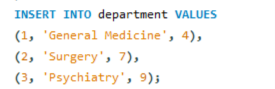 INSERT INTO department VALUES
(1, 'General Medicine', 4),
(2, 'Surgery', 7),
(3, 'Psychiatry', 9);